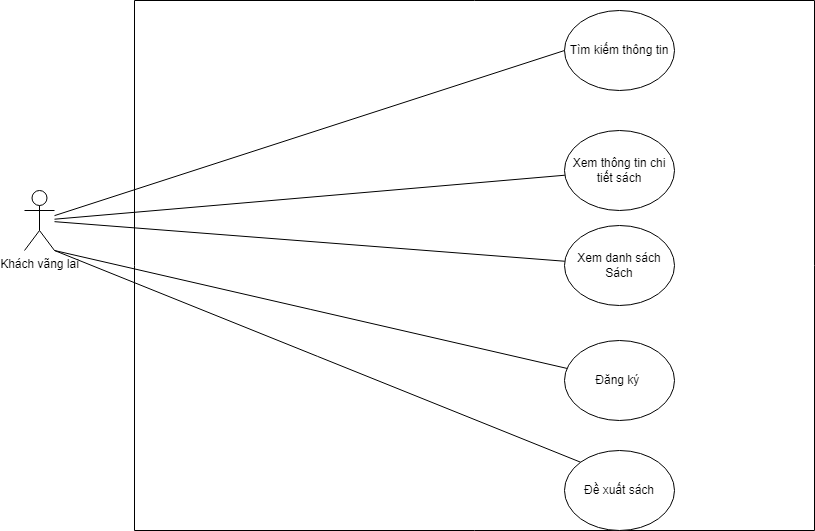 Tìm kiếm thông tin
Xem thông tin chi
tiết sách
Khách vãng lai
Xem danh sách
Sách
Đăng ký
Đề xuất sách